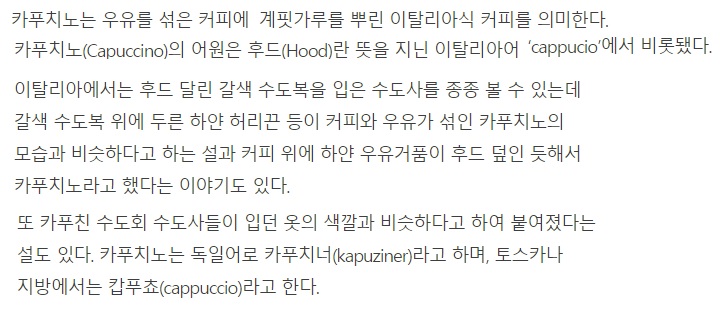 카푸치노는 우유를 섞은 커피에 계핏가루를 뿌린 이탈리아식 커피를 의미한다.
카푸치노(Capuccino)의 어원은 후드(Hood)란 뜻을 지닌 이탈리아어 'cappucio'에서 비롯됐다.
이탈리아에서는 후드 달린 갈색 수도복을 입은 수도사를 종종 볼 수 있는데
갈색 수도복 위에 두른 하얀 허리끈 등이 커피와 우유가 섞인 카푸치노의
모습과 비슷하다고 하는 설과 커피 위에 하얀 우유거품이 후드 덮인 듯해서
카푸치노라고 했다는 이야기도 있다.
또 카푸친 수도회 수도사들이 입던 옷의 색깔과 비슷하다고 하여 붙여졌다는
설도 있다. 카푸치노는 독일어로 카푸치너(kapuziner)라고 하며, 토스카나
지방에서는 캅푸쵸(cappuccio)라고 한다.